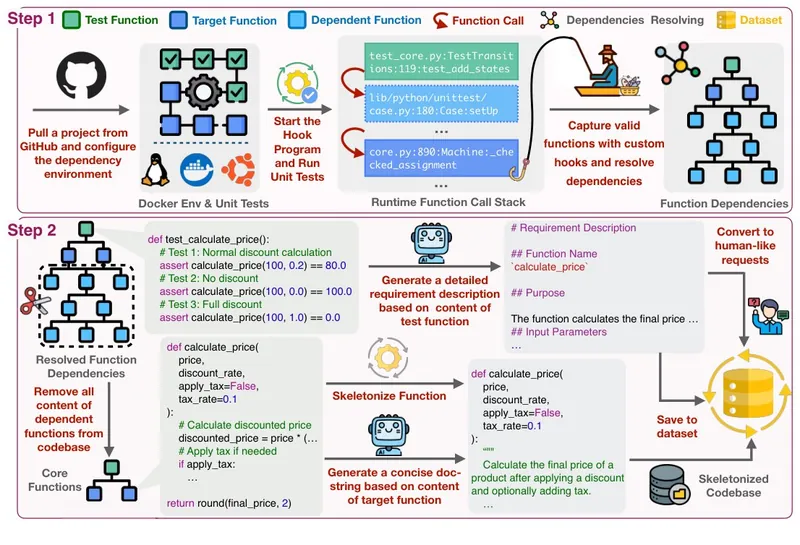 Step 1
Test Function
Target Function
Dependent Function
Function Call
Dependencies Resolving
Dataset
Pull a project from
GitHub and configure
the dependency
environment
Docker Env & Unit Tests
Start the
Hook
Program
and Run
Unit Tests
test_core.py:TestTransit
ions:119:test_add_states
lib/python/unittest/
case.py:180:Case:setUp
...
core.py:890:Machine:_che
cked_assignment
...
Runtime Function Call Stack
Capture valid
functions with custom
hooks and resolve
dependencies
Function Dependencies
Step 2
Resolved Function
Dependencies
Remove all
content of
dependent
functions from
codebase
Core
Functions
def test_calculate_price():
# Test 1: Normal discount calculation
assert calculate_price(100, 0.2) == 80.0
# Test 2: No discount
assert calculate_price(100, 0.0) == 100.0
# Test 3: Full discount
assert calculate_price(100, 1.0) == 0.0
Generate a detailed
requirement description
based on content of
test function
# Requirement Description
## Function Name
`calculate_price`
## Purpose
The function calculates the final price ...
## Input Parameters
...
Convert to
human-like
requests
def calculate_price(
price,
discount_rate,
apply_tax=False,
tax_rate=0.1
):
# Calculate discounted price
discounted_price = price * (...
# Apply tax if needed
if apply_tax:
...
return round(final_price, 2)
Skeletonize Function
Generate a concise doc-
string based on content
of target function
def calculate_price(
price,
discount_rate,
apply_tax=False,
tax_rate=0.1
):
"""
Calculate the final price of a
product after applying a discount
and optionally adding tax.
...
Save to
dataset
Skeletonized
Codebase